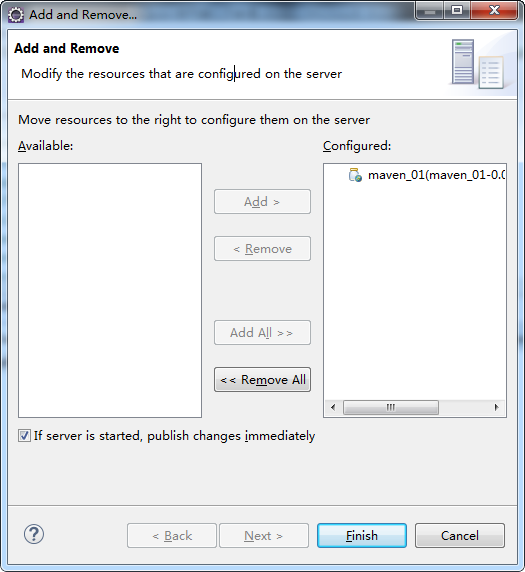 Add and Remove...
Add and Remove
Modify the resources that are configured on the server
Move resources to the right to configure them on the server
Available:
Configured:
maven_01(maven_01-0.0
Add >
< Remove
Add All >>
<< Remove All
If server is started, publish changes immediately
?
< Back
Next >
Finish
Cancel